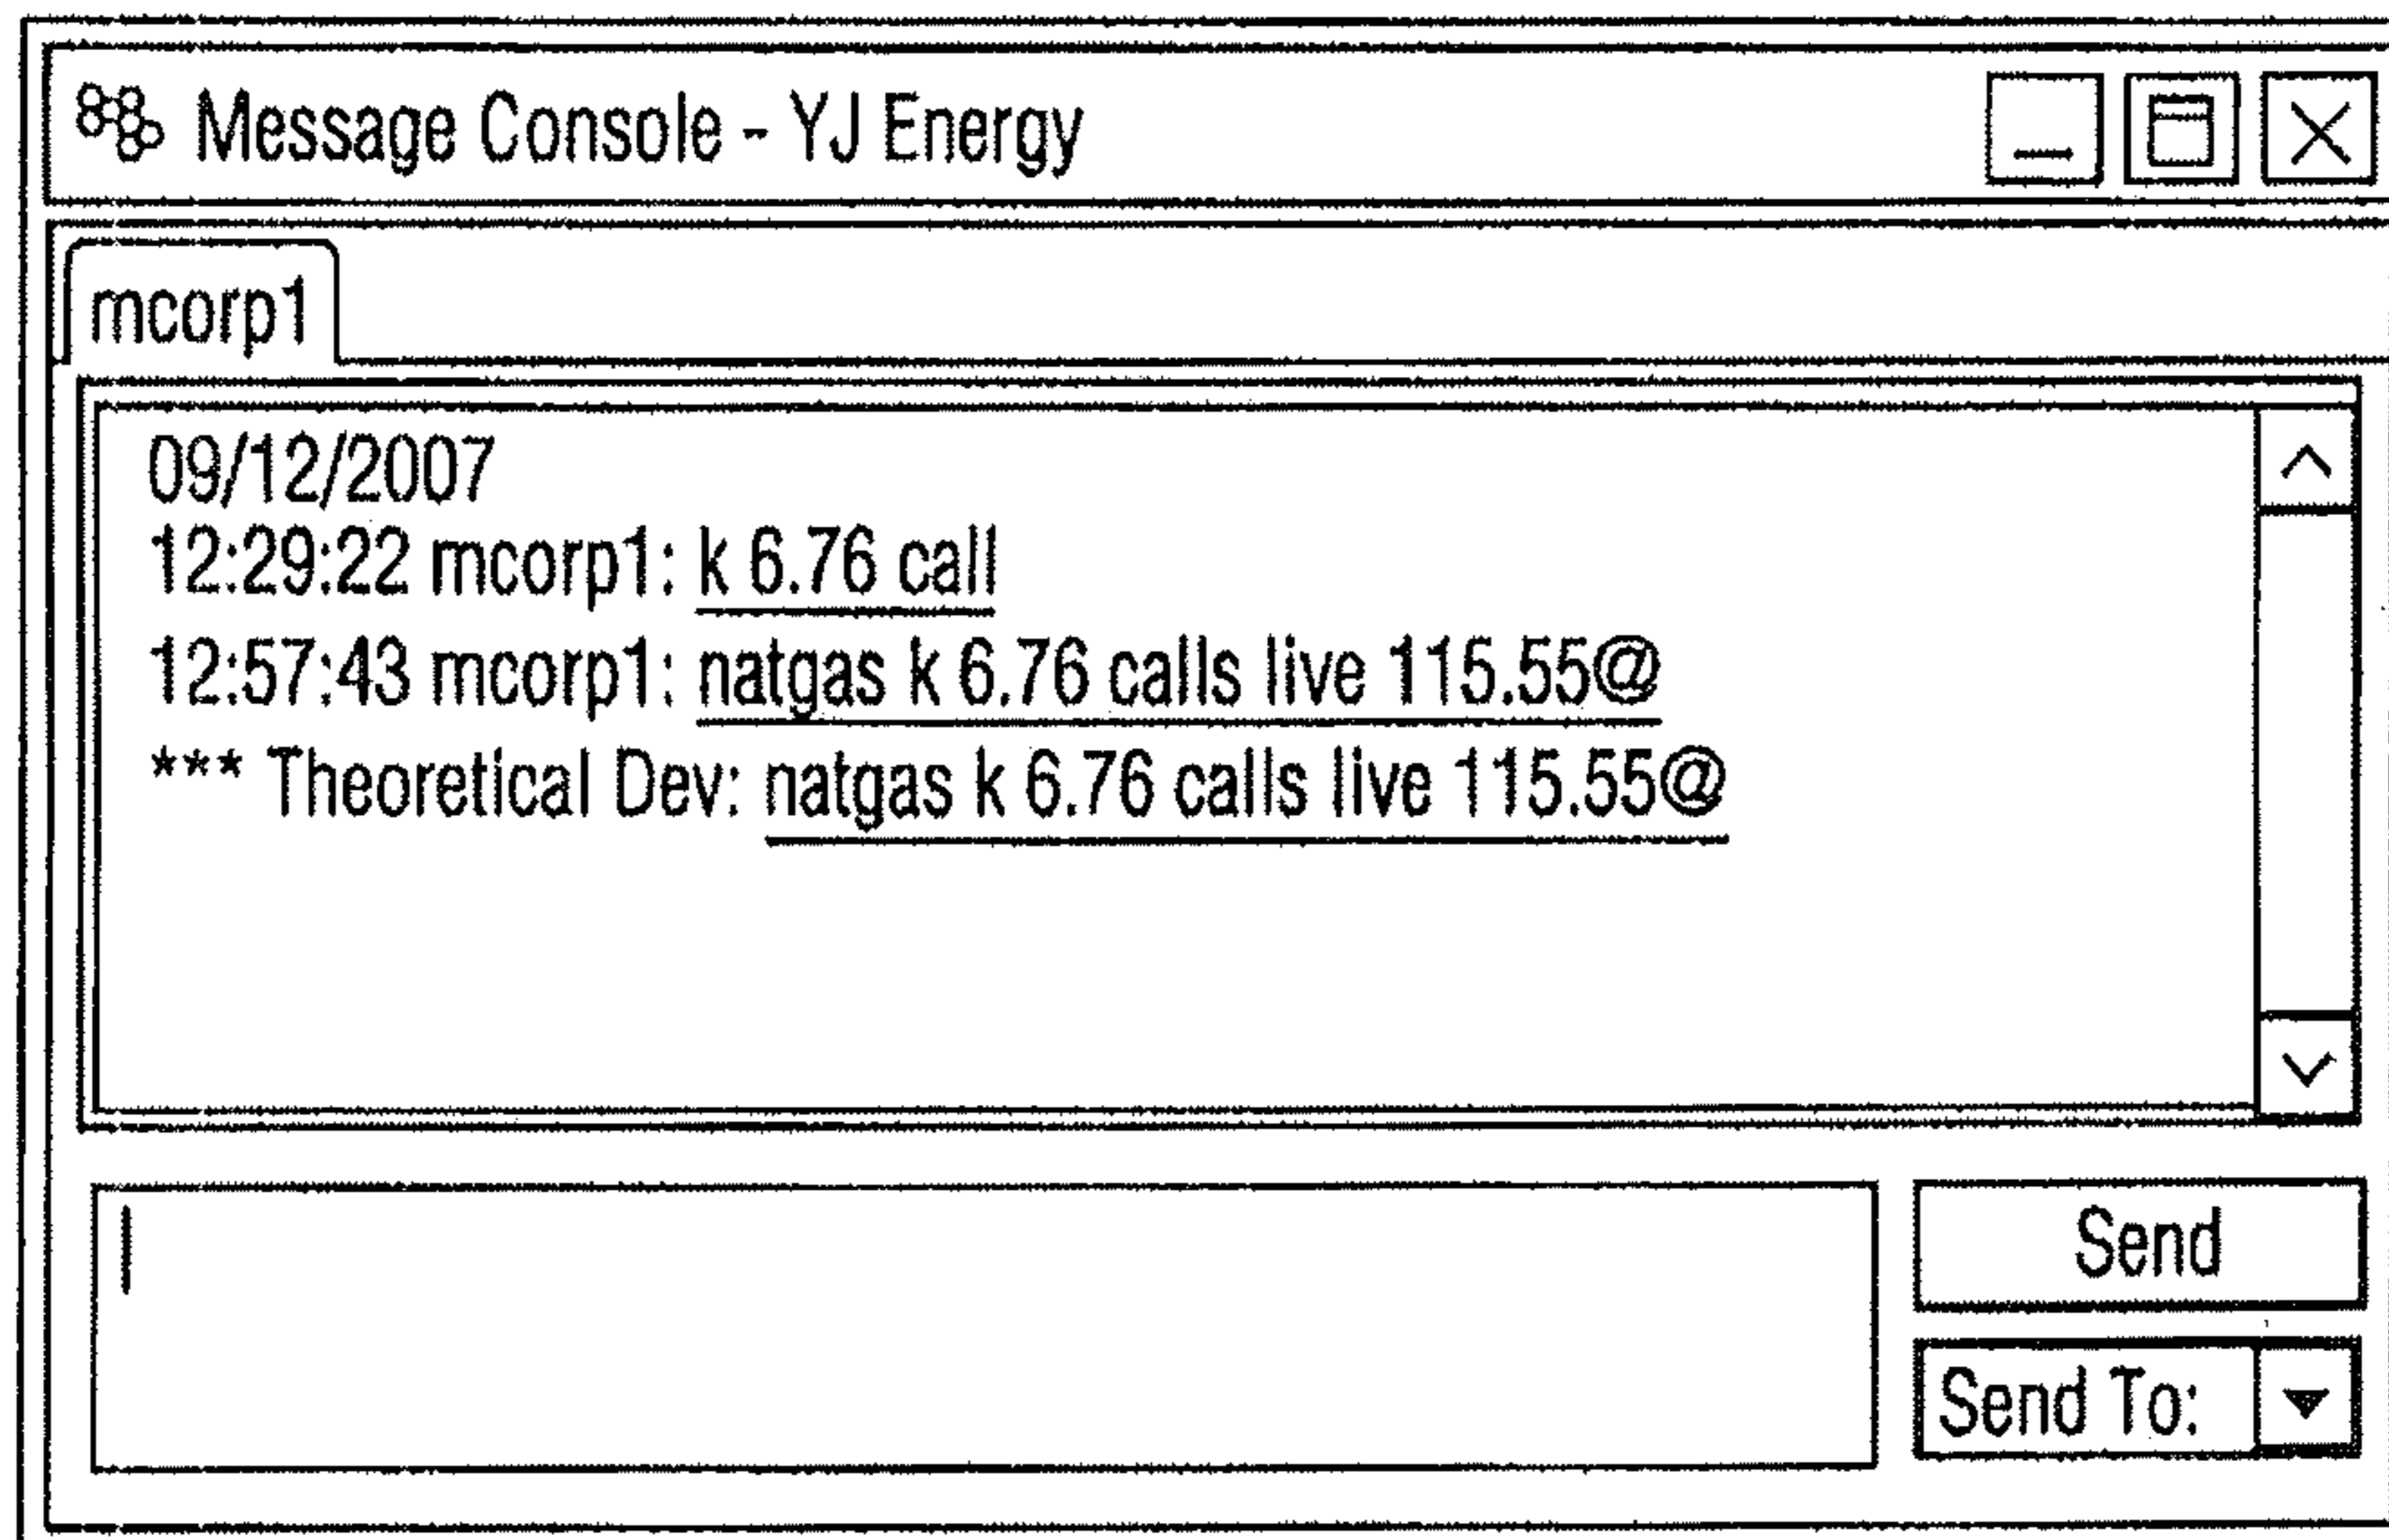 Message Console - YJ Energy
mcorp1
09/12/2007
12:29:22 mcorp1: k 6.76 call
12:57:43 mcorp1: natgas k 6.76 calls live 115.55@
*** Theoretical Dev: natgas k 6.76 calls live 115.55@
Send
Send To: